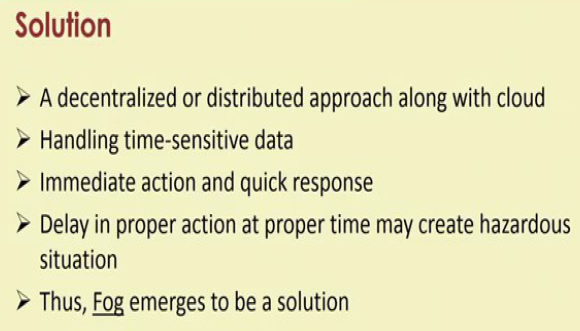 Solution
➤ A decentralized or distributed approach along with cloud
➤ Handling time-sensitive data
➤ Immediate action and quick response
➤ Delay in proper action at proper time may create hazardous
situation
➤ Thus, Fog emerges to be a solution